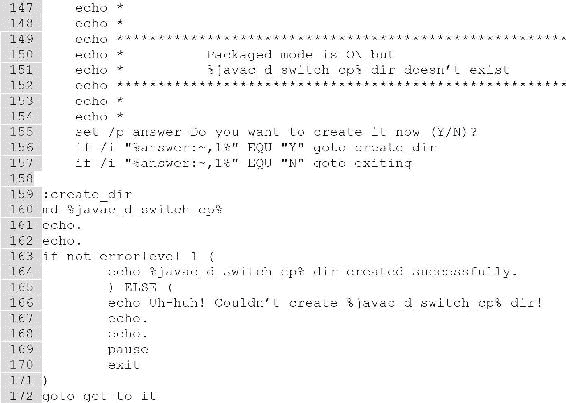 147     echo *
148     echo *
149     echo ****************************************************
150     echo *          Packaged mode is ON but
151     echo *          %javac_d_switch_cp% dir doesn't exist
152     echo ****************************************************
153     echo *
154     echo *
155     set /p answer=Do you want to create it now (Y/N)?
156     if /i "%answer:~,1%" EQU "Y" goto create_dir
157     if /i "%answer:~,1%" EQU "N" goto exiting
158
159 :create_dir
160 md %javac_d_switch_cp%
161 echo.
162 echo.
163 if not errorlevel 1 (
164         echo %javac_d_switch_cp% dir created successfully.
165         ) ELSE (
166         echo Uh-huh! Couldn't create %javac_d_switch_cp% dir!
167         echo.
168         echo.
169         pause
170         exit
171 )
172 goto get_to_it